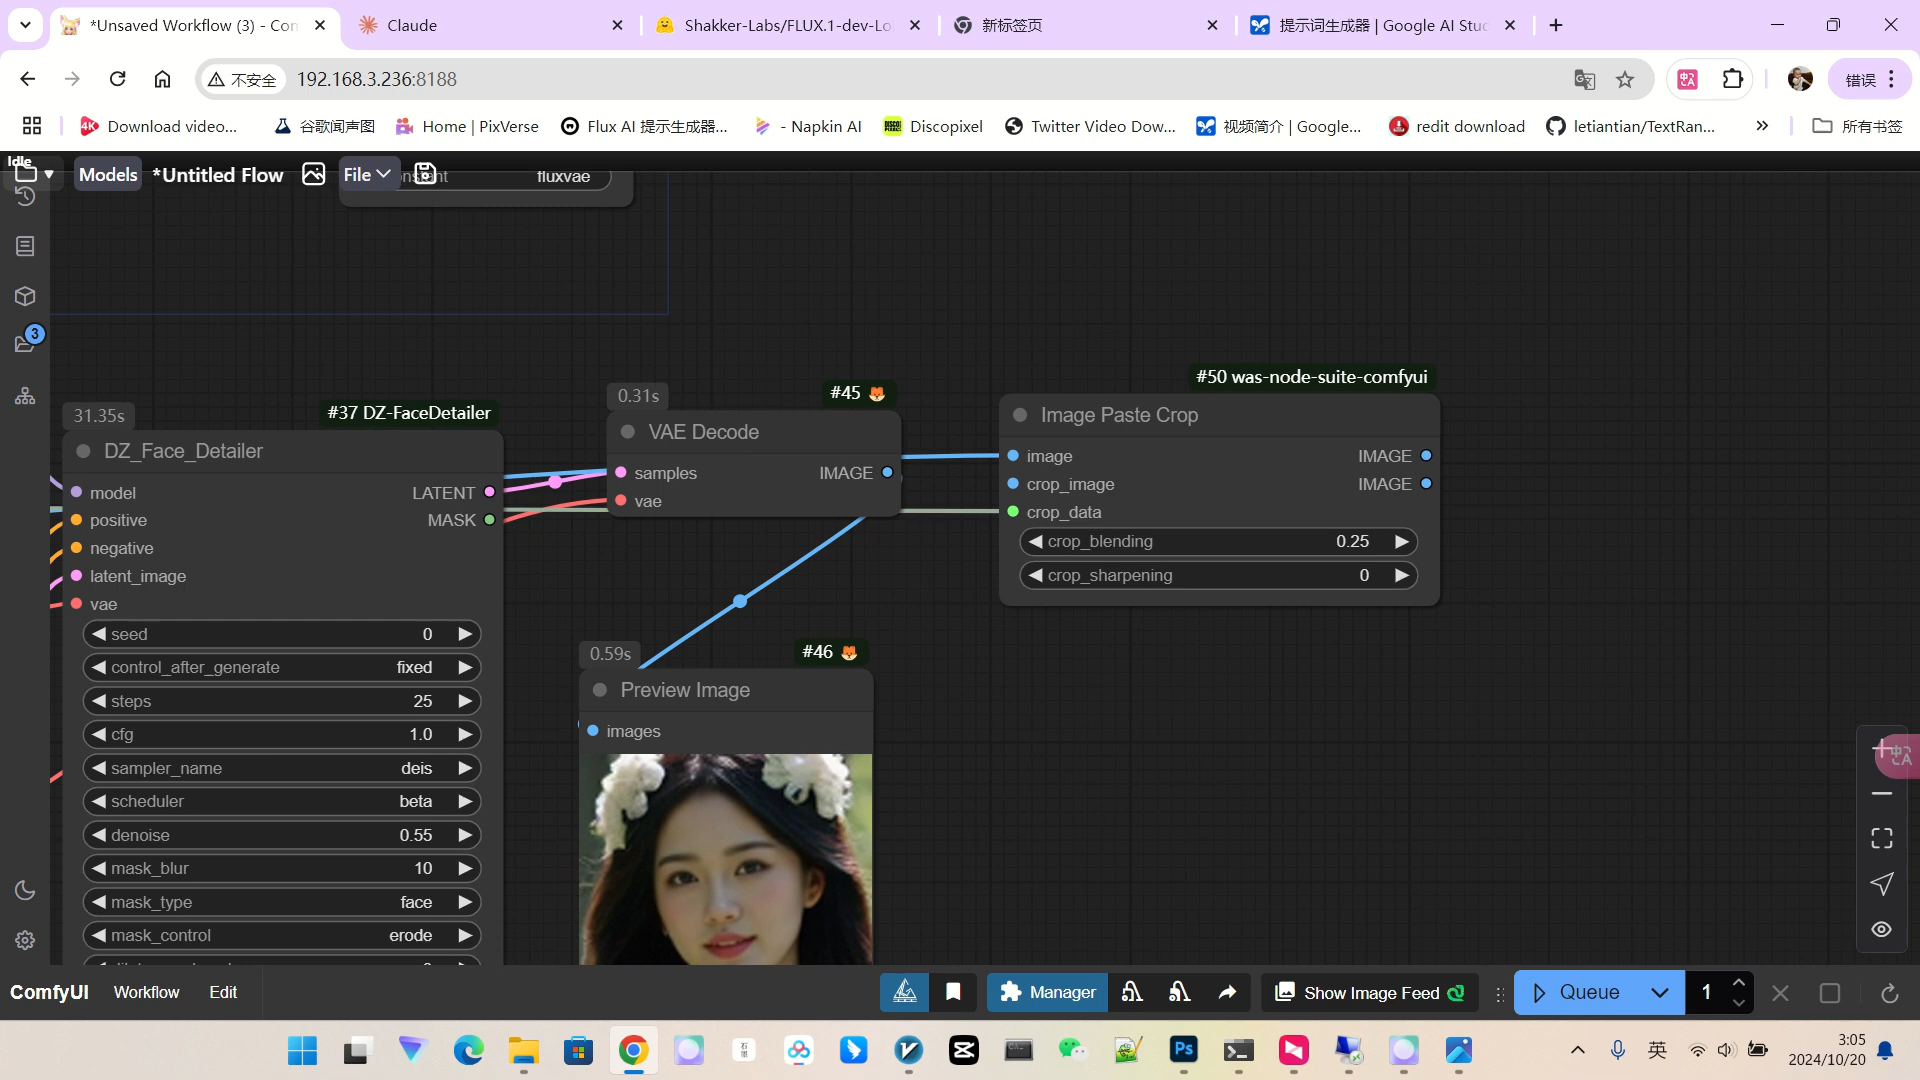 *Unsaved Workflow (3) - Con
Claude
Shakker-Labs/FLUX.1-dev-Lo
新标签页
提示词生成器 | Google AI Stud
不安全
192.168.3.236:8188
错误
Download video...
谷歌闻声图
Home | PixVerse
Flux AI 提示生成器...
- Napkin AI
Discopixel
Twitter Video Dow...
视频简介 | Google...
redit download
letiantian/TextRan...
所有书签
Idle
Models
*Untitled Flow
File
nstant
fluxvae
3
31.35s
#37 DZ-FaceDetailer
DZ_Face_Detailer
model
LATENT
positive
MASK
negative
latent_image
vae
seed
0
control_after_generate
fixed
steps
25
cfg
1.0
sampler_name
deis
scheduler
beta
denoise
0.55
mask_blur
10
mask_type
face
mask_control
erode
0.31s
#45
VAE Decode
samples
IMAGE
vae
0.59s
#46
Preview Image
images
#50 was-node-suite-comfyui
Image Paste Crop
image
IMAGE
crop_image
IMAGE
crop_data
crop_blending
0.25
crop_sharpening
0
ComfyUI
Workflow
Edit
Manager
Show Image Feed
Queue
1
Ps
英
3:05
2024/10/20